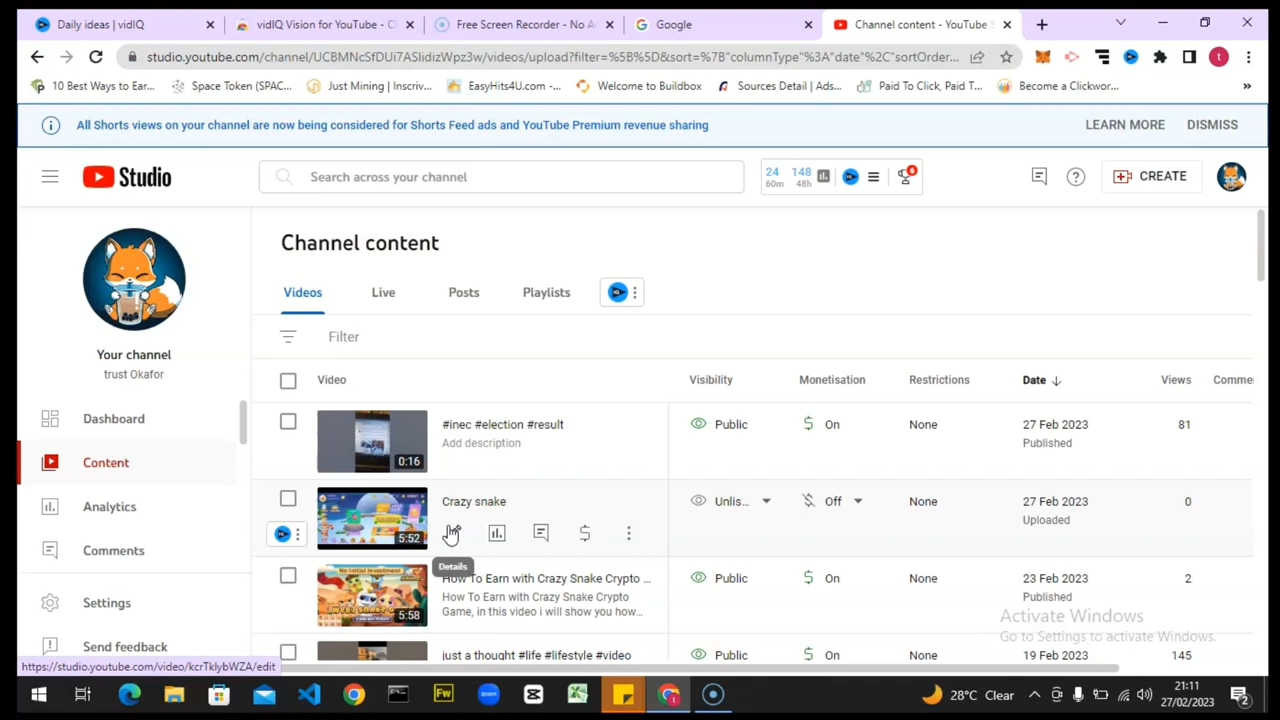 Daily ideas | vidIQ
vidIQ Vision for YouTube - C
Free Screen Recorder - No A
Google
Channel content - YouTube S
studio.youtube.com/channel/UCBMNcSfDUi7ASlidizWpz3w/videos/upload?filter=%5B%5D&sort=%7B"columnType"%3A"date"%2C"sortOrder...
t
10 Best Ways to Ear...
Space Token (SPAC...
Just Mining | Inscriv...
EasyHits4U.com -...
Welcome to Buildbox
Sources Detail | Ads...
Paid To Click, Paid T...
Become a Clickwor...
»
All Shorts views on your channel are now being considered for Shorts Feed ads and YouTube Premium revenue sharing
LEARN MORE
DISMISS
Studio
Search across your channel
24 148
60m 48h
CREATE
Channel content
Videos
Live
Posts
Playlists
Your channel
trust Okafor
Dashboard
Content
Analytics
Comments
Settings
Send feedback
Filter
Video
Visibility
Monetisation
Restrictions
Date
Views
Comme
0:16
#inec #election #result
Add description
Public
On
None
27 Feb 2023
Published
81
5:52
Crazy snake
Unlis...
Off
None
27 Feb 2023
Uploaded
0
Details
No Initial Investment
5:58
How To Earn with Crazy Snake Crypto ...
How To Earn with Crazy Snake Crypto
Game, in this video i will show you how...
Public
On
None
23 Feb 2023
Published
2
just a thought #life #lifestyle #video
Public
On
None
19 Feb 2023
145
Activate Windows
Go to Settings to activate Windows.
https://studio.youtube.com/video/kcrTklybWZA/edit
Fw
zoom
28°C Clear
21:11
27/02/2023
2